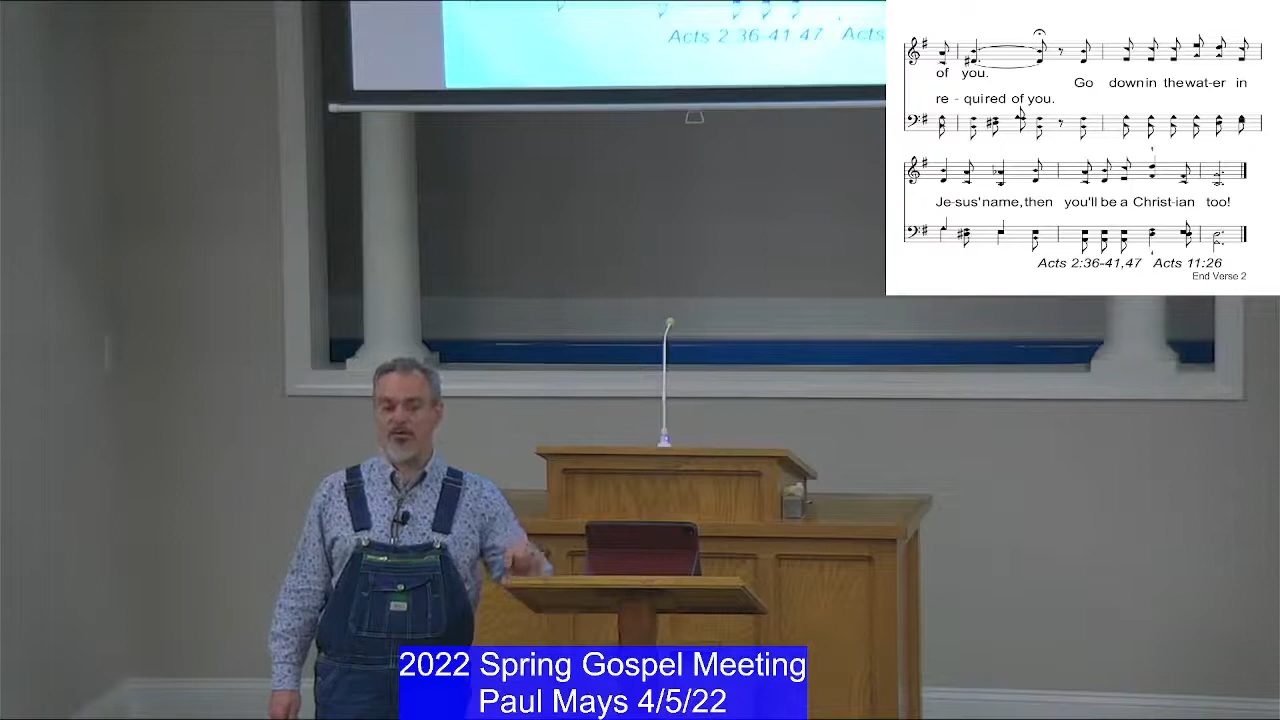 Acts 2 36-41 47 Acts
of you.
Go down in the wat-er in
re - quired of you.
Je-sus' name, then you'll be a Christ-ian too!
Acts 2:36-41,47 Acts 11:26
End Verse 2
2022 Spring Gospel Meeting
Paul Mays 4/5/22